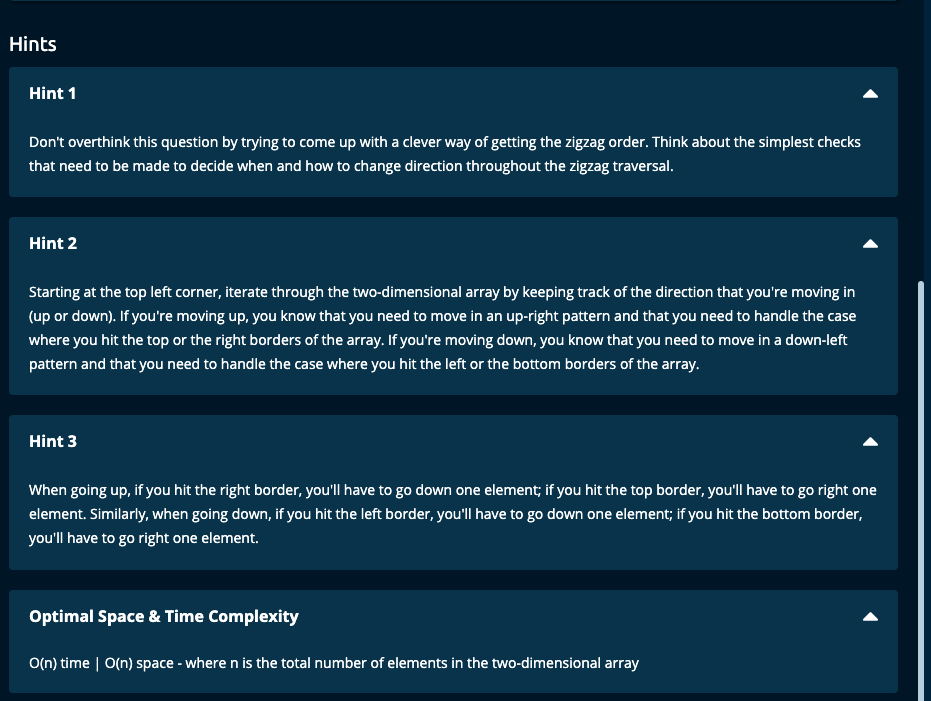 Hints
Hint 1
Don't overthink this question by trying to come up with a clever way of getting the zigzag order. Think about the simplest checks
that need to be made to decide when and how to change direction throughout the zigzag traversal.
Hint 2
Starting at the top left corner, iterate through the two-dimensional array by keeping track of the direction that you're moving in
(up or down). If you're moving up, you know that you need to move in an up-right pattern and that you need to handle the case
where you hit the top or the right borders of the array. If you're moving down, you know that you need to move in a down-left
pattern and that you need to handle the case where you hit the left or the bottom borders of the array.
Hint 3
When going up, if you hit the right border, you'll have to go down one element; if you hit the top border, you'll have to go right one
element. Similarly, when going down, if you hit the left border, you'll have to go down one element; if you hit the bottom border,
you'll have to go right one element.
Optimal Space & Time Complexity
O(n) time | O(n) space - where n is the total number of elements in the two-dimensional array